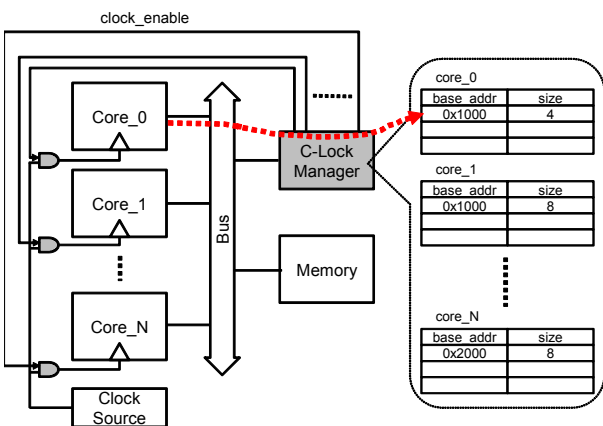 clock_enable
Core_0
Core_1
Core_N
Clock
Source
Bus
C-Lock
Manager
Memory
core_0
base_addr size
0x1000 4
core_1
base_addr size
0x1000 8
core_N
base_addr size
0x2000 8